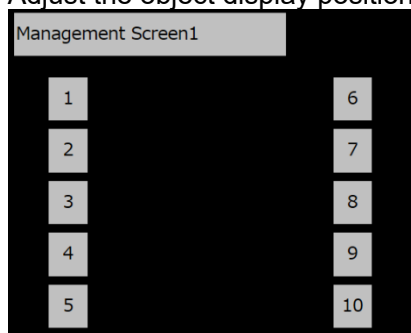 Adjust the object display position
Management Screen1
1 6
2 7
3 8
4 9
5 10